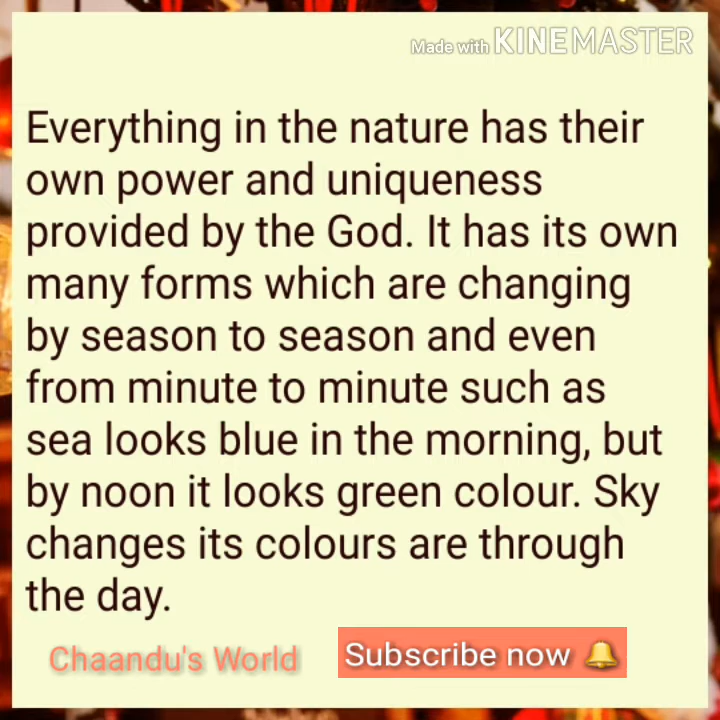 Made with KINEMASTER
Everything in the nature has their
own power and uniqueness
provided by the God. It has its own
many forms which are changing
by season to season and even
from minute to minute such as
sea looks blue in the morning, but
by noon it looks green colour. Sky
changes its colours are through
the day.
Chaandu's World
Subscribe now 🔔